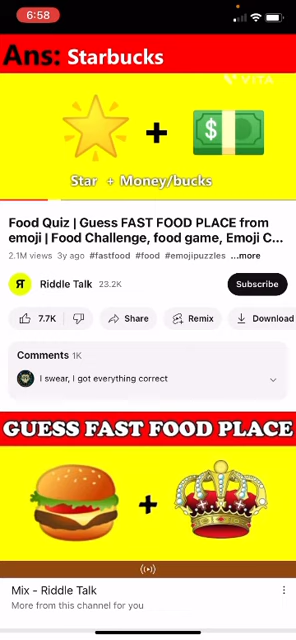 6:58
Ans: Starbucks
VITA
+
$
Star + Money/bucks
Food Quiz | Guess FAST FOOD PLACE from
emoji | Food Challenge, food game, Emoji C...
2.1M views 3y ago #fastfood #food #emojipuzzles ...more
Riddle Talk 23.2K
Subscribe
7.7K
Share
Remix
Download
Comments 1K
I swear, I got everything correct
GUESS FAST FOOD PLACE
+
Mix - Riddle Talk
More from this channel for you